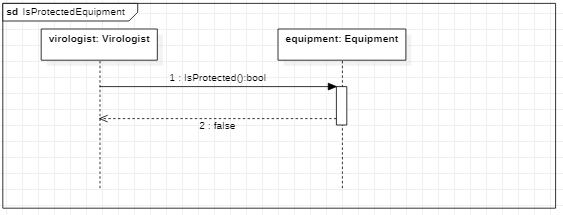 sd IsProtectedEquipment
virologist: Virologist
equipment: Equipment
1 : IsProtected():bool
2 : false